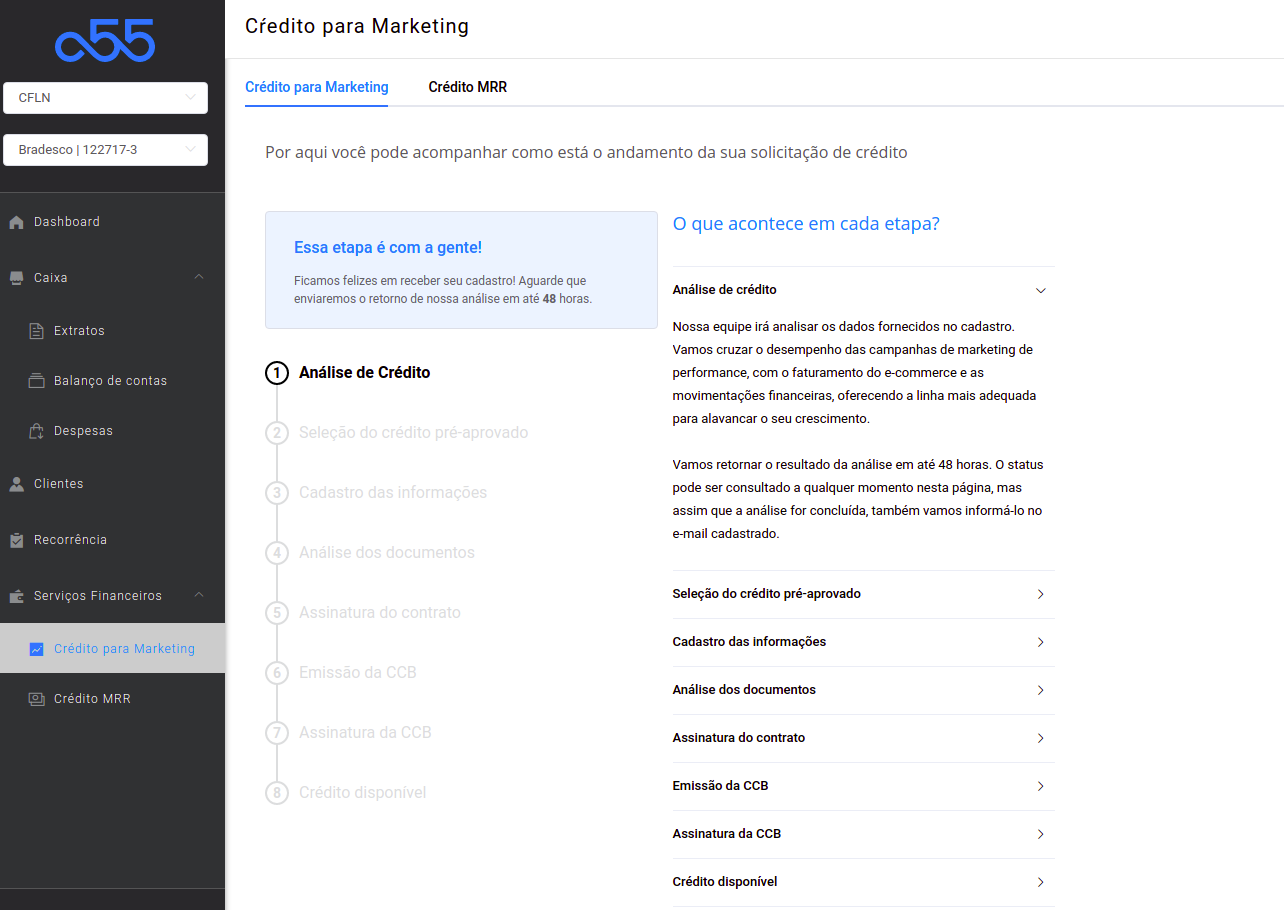 a55
CFLN
Bradesco | 122717-3
Dashboard
Caixa
Extratos
Balanço de contas
Despesas
Clientes
Recorrência
Serviços Financeiros
Crédito para Marketing
Crédito MRR
Cŕedito para Marketing
Crédito para Marketing
Crédito MRR
Por aqui você pode acompanhar como está o andamento da sua solicitação de crédito
Essa etapa é com a gente!
Ficamos felizes em receber seu cadastro! Aguarde que
enviaremos o retorno de nossa análise em até 48 horas.
1 Análise de Crédito
2 Seleção do crédito pré-aprovado
3 Cadastro das informações
4 Análise dos documentos
5 Assinatura do contrato
6 Emissão da CCB
7 Assinatura da CCB
8 Crédito disponível
O que acontece em cada etapa?
Análise de crédito
Nossa equipe irá analisar os dados fornecidos no cadastro.
Vamos cruzar o desempenho das campanhas de marketing de
performance, com o faturamento do e-commerce e as
movimentações financeiras, oferecendo a linha mais adequada
para alavancar o seu crescimento.
Vamos retornar o resultado da análise em até 48 horas. O status
pode ser consultado a qualquer momento nesta página, mas
assim que a análise for concluída, também vamos informá-lo no
e-mail cadastrado.
Seleção do crédito pré-aprovado
Cadastro das informações
Análise dos documentos
Assinatura do contrato
Emissão da CCB
Assinatura da CCB
Crédito disponível